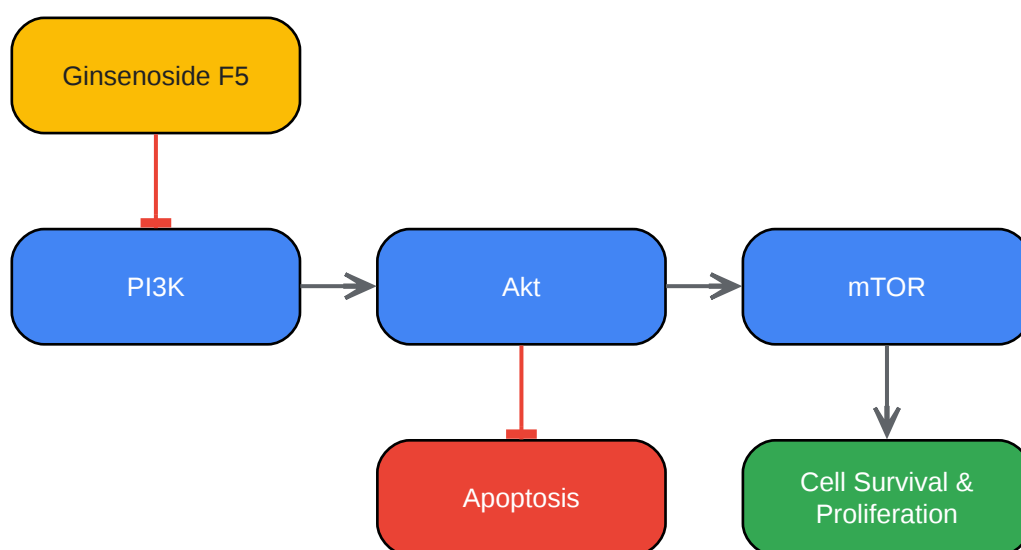 Ginsenoside F5
PI3K
Akt
mTOR
Apoptosis
Cell Survival &
Proliferation